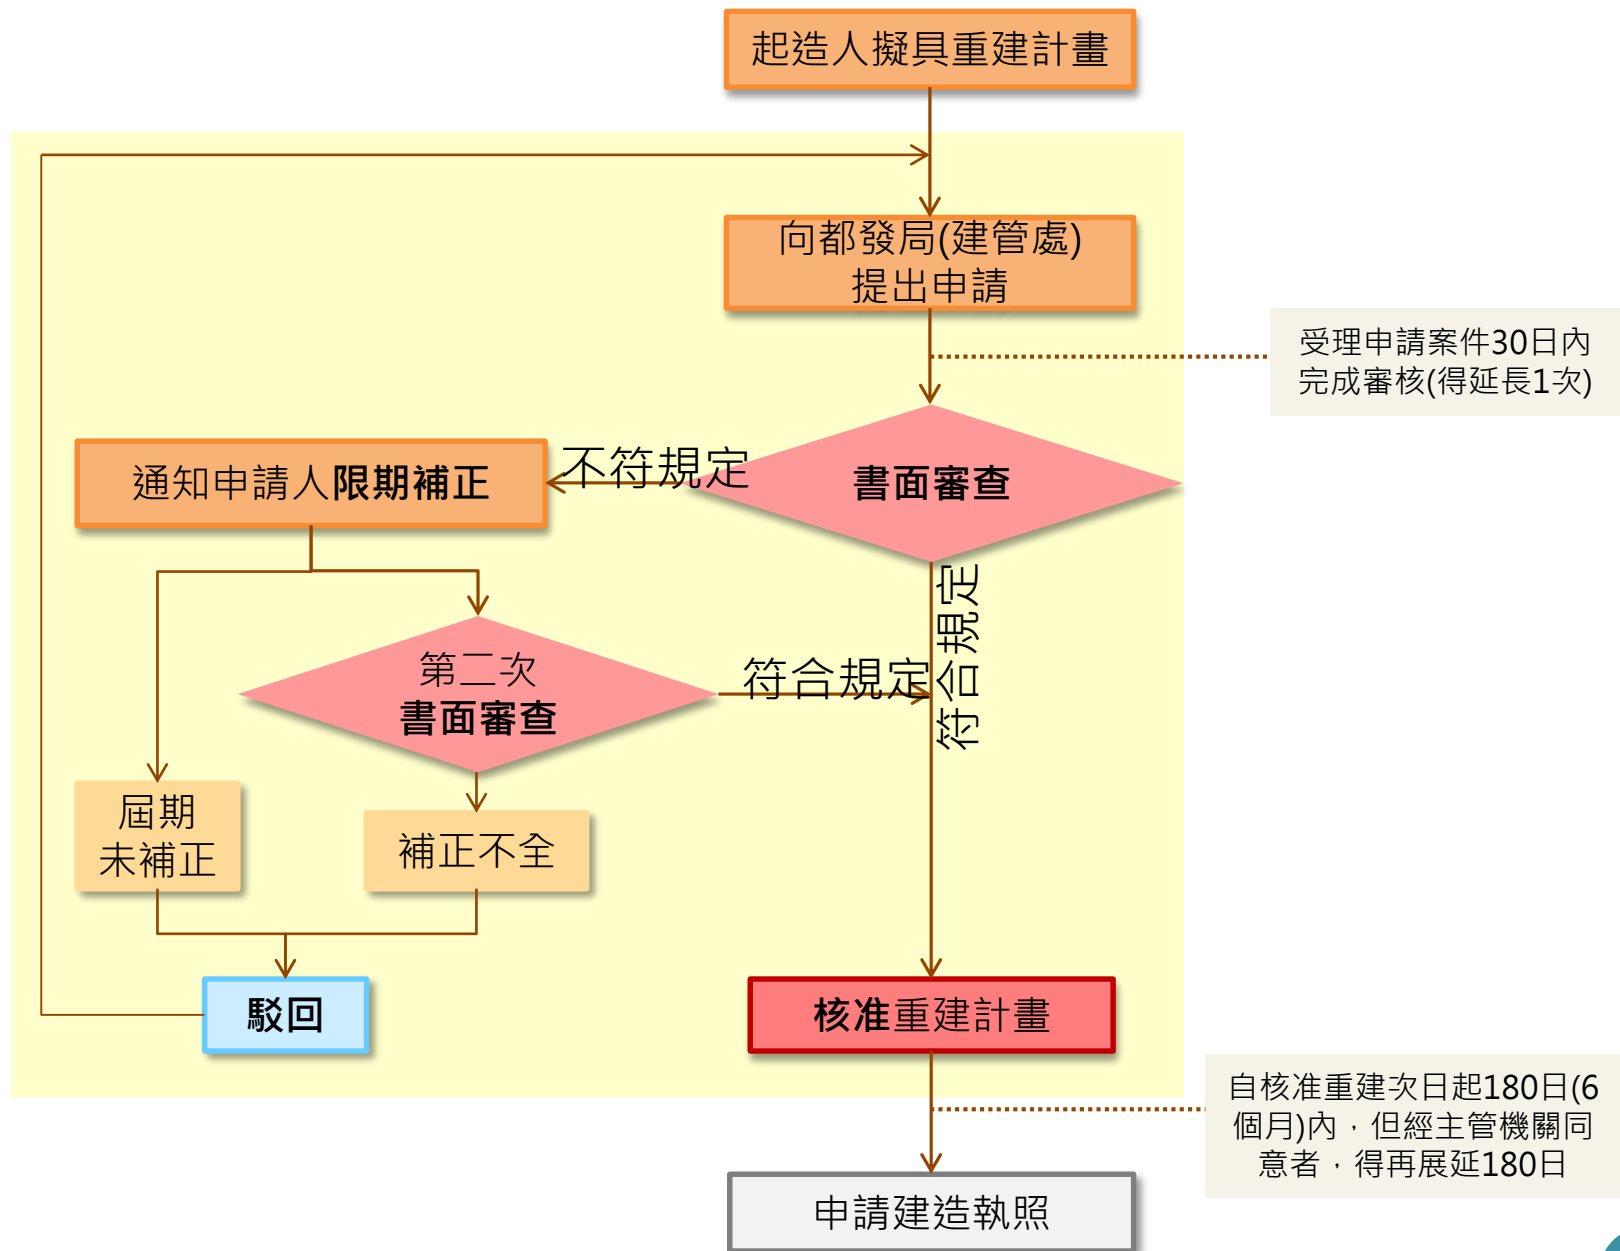 起造人擬具重建計畫
向都發局(建管處)
提出申請
受理申請案件30日內
完成審核(得延長1次)
書面審查
不符規定
通知申請人限期補正
符合規定
第二次
書面審查
符合規定
屆期
未補正
補正不全
駁回
核准重建計畫
自核准重建次日起180日(6
個月)內，但經主管機關同
意者，得再展延180日
申請建造執照